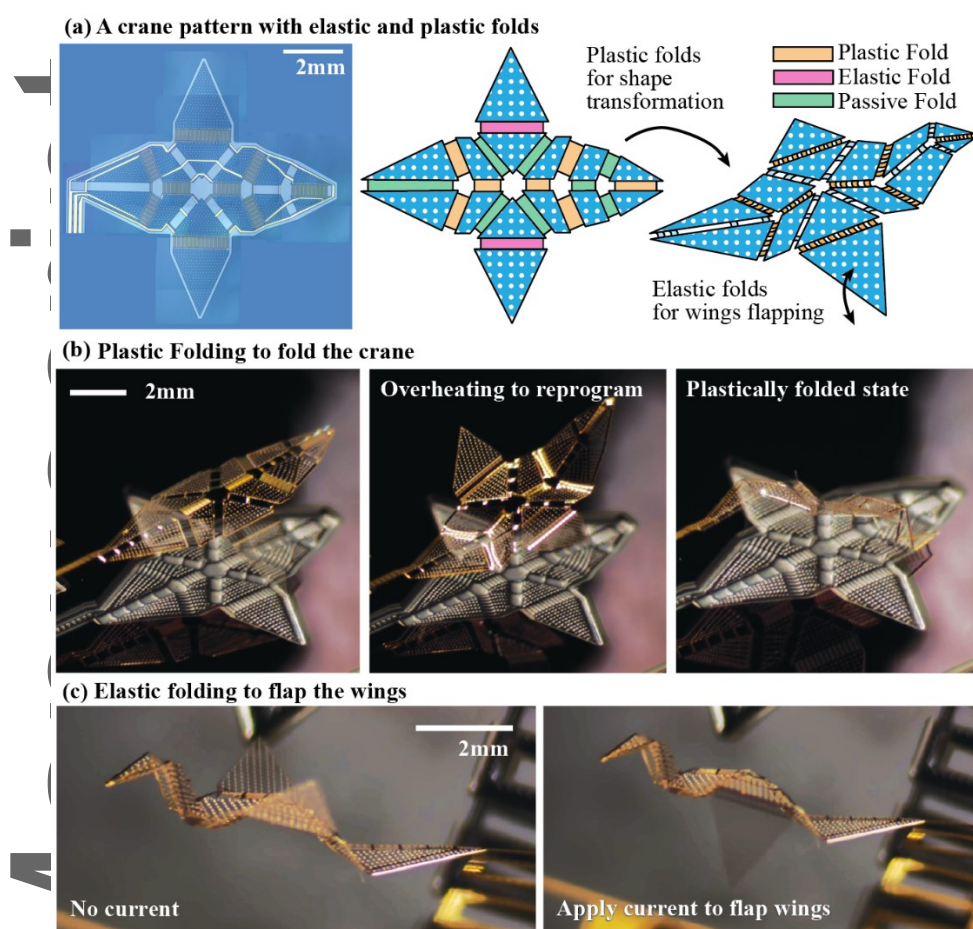 (a) A crane pattern with elastic and plastic folds
2mm
Plastic folds
for shape
transformation
Plastic Fold
Elastic Fold
Passive Fold
Elastic folds
for wings flapping
(b) Plastic Folding to fold the crane
2mm
Overheating to reprogram
Plastically folded state
(c) Elastic folding to flap the wings
2mm
No current
Apply current to flap wings